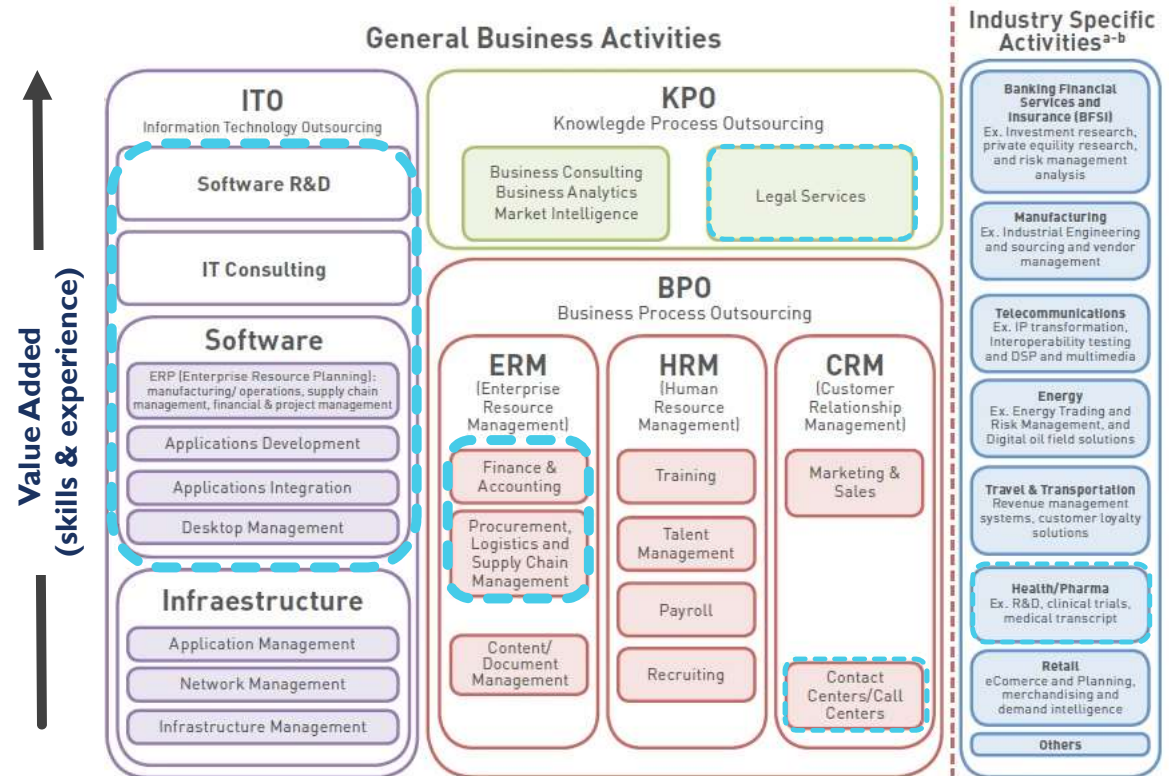 General Business Activities
Industry Specific
Activitiesᵃ⁻ᵇ
Value Added
(skills & experience)
ITO
Information Technology Outsourcing
Software R&D
IT Consulting
Software
ERP (Enterprise Resource Planning):
manufacturing/ operations, supply chain
management, financial & project management
Applications Development
Applications Integration
Desktop Management
Infraestructure
Application Management
Network Management
Infrastructure Management
KPO
Knowlegde Process Outsourcing
Business Consulting
Business Analytics
Market Intelligence
Legal Services
BPO
Business Process Outsourcing
ERM
(Enterprise
Resource
Management)
Finance &
Accounting
Procurement,
Logistics and
Supply Chain
Management
Content/
Document
Management
HRM
(Human
Resource
Management)
Training
Talent
Management
Payroll
Recruiting
CRM
(Customer
Relationship
Management)
Marketing &
Sales
Contact
Centers/Call
Centers
Banking Financial
Services and
Insurance (BFSI)
Ex. Investment research,
private equility research,
and risk management
analysis
Manufacturing
Ex. Industrial Engineering
and sourcing and vendor
management
Telecommunications
Ex. IP transformation,
Interoperability testing
and DSP and multimedia
Energy
Ex. Energy Trading and
Risk Management, and
Digital oil field solutions
Travel & Transportation
Revenue management
systems, customer loyalty
solutions
Health/Pharma
Ex. R&D, clinical trials,
medical transcript
Retail
eComerce and Planning,
merchandising and
demand intelligence
Others